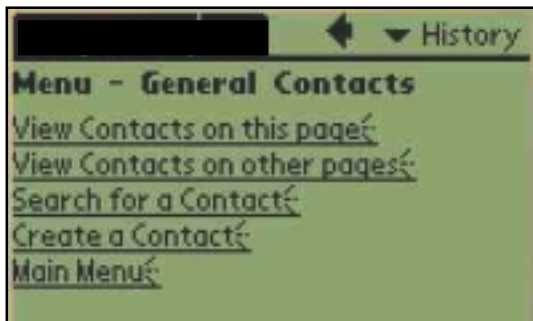 History
Menu - General Contacts
View Contacts on this page
View Contacts on other pages
Search for a Contact
Create a Contact
Main Menu